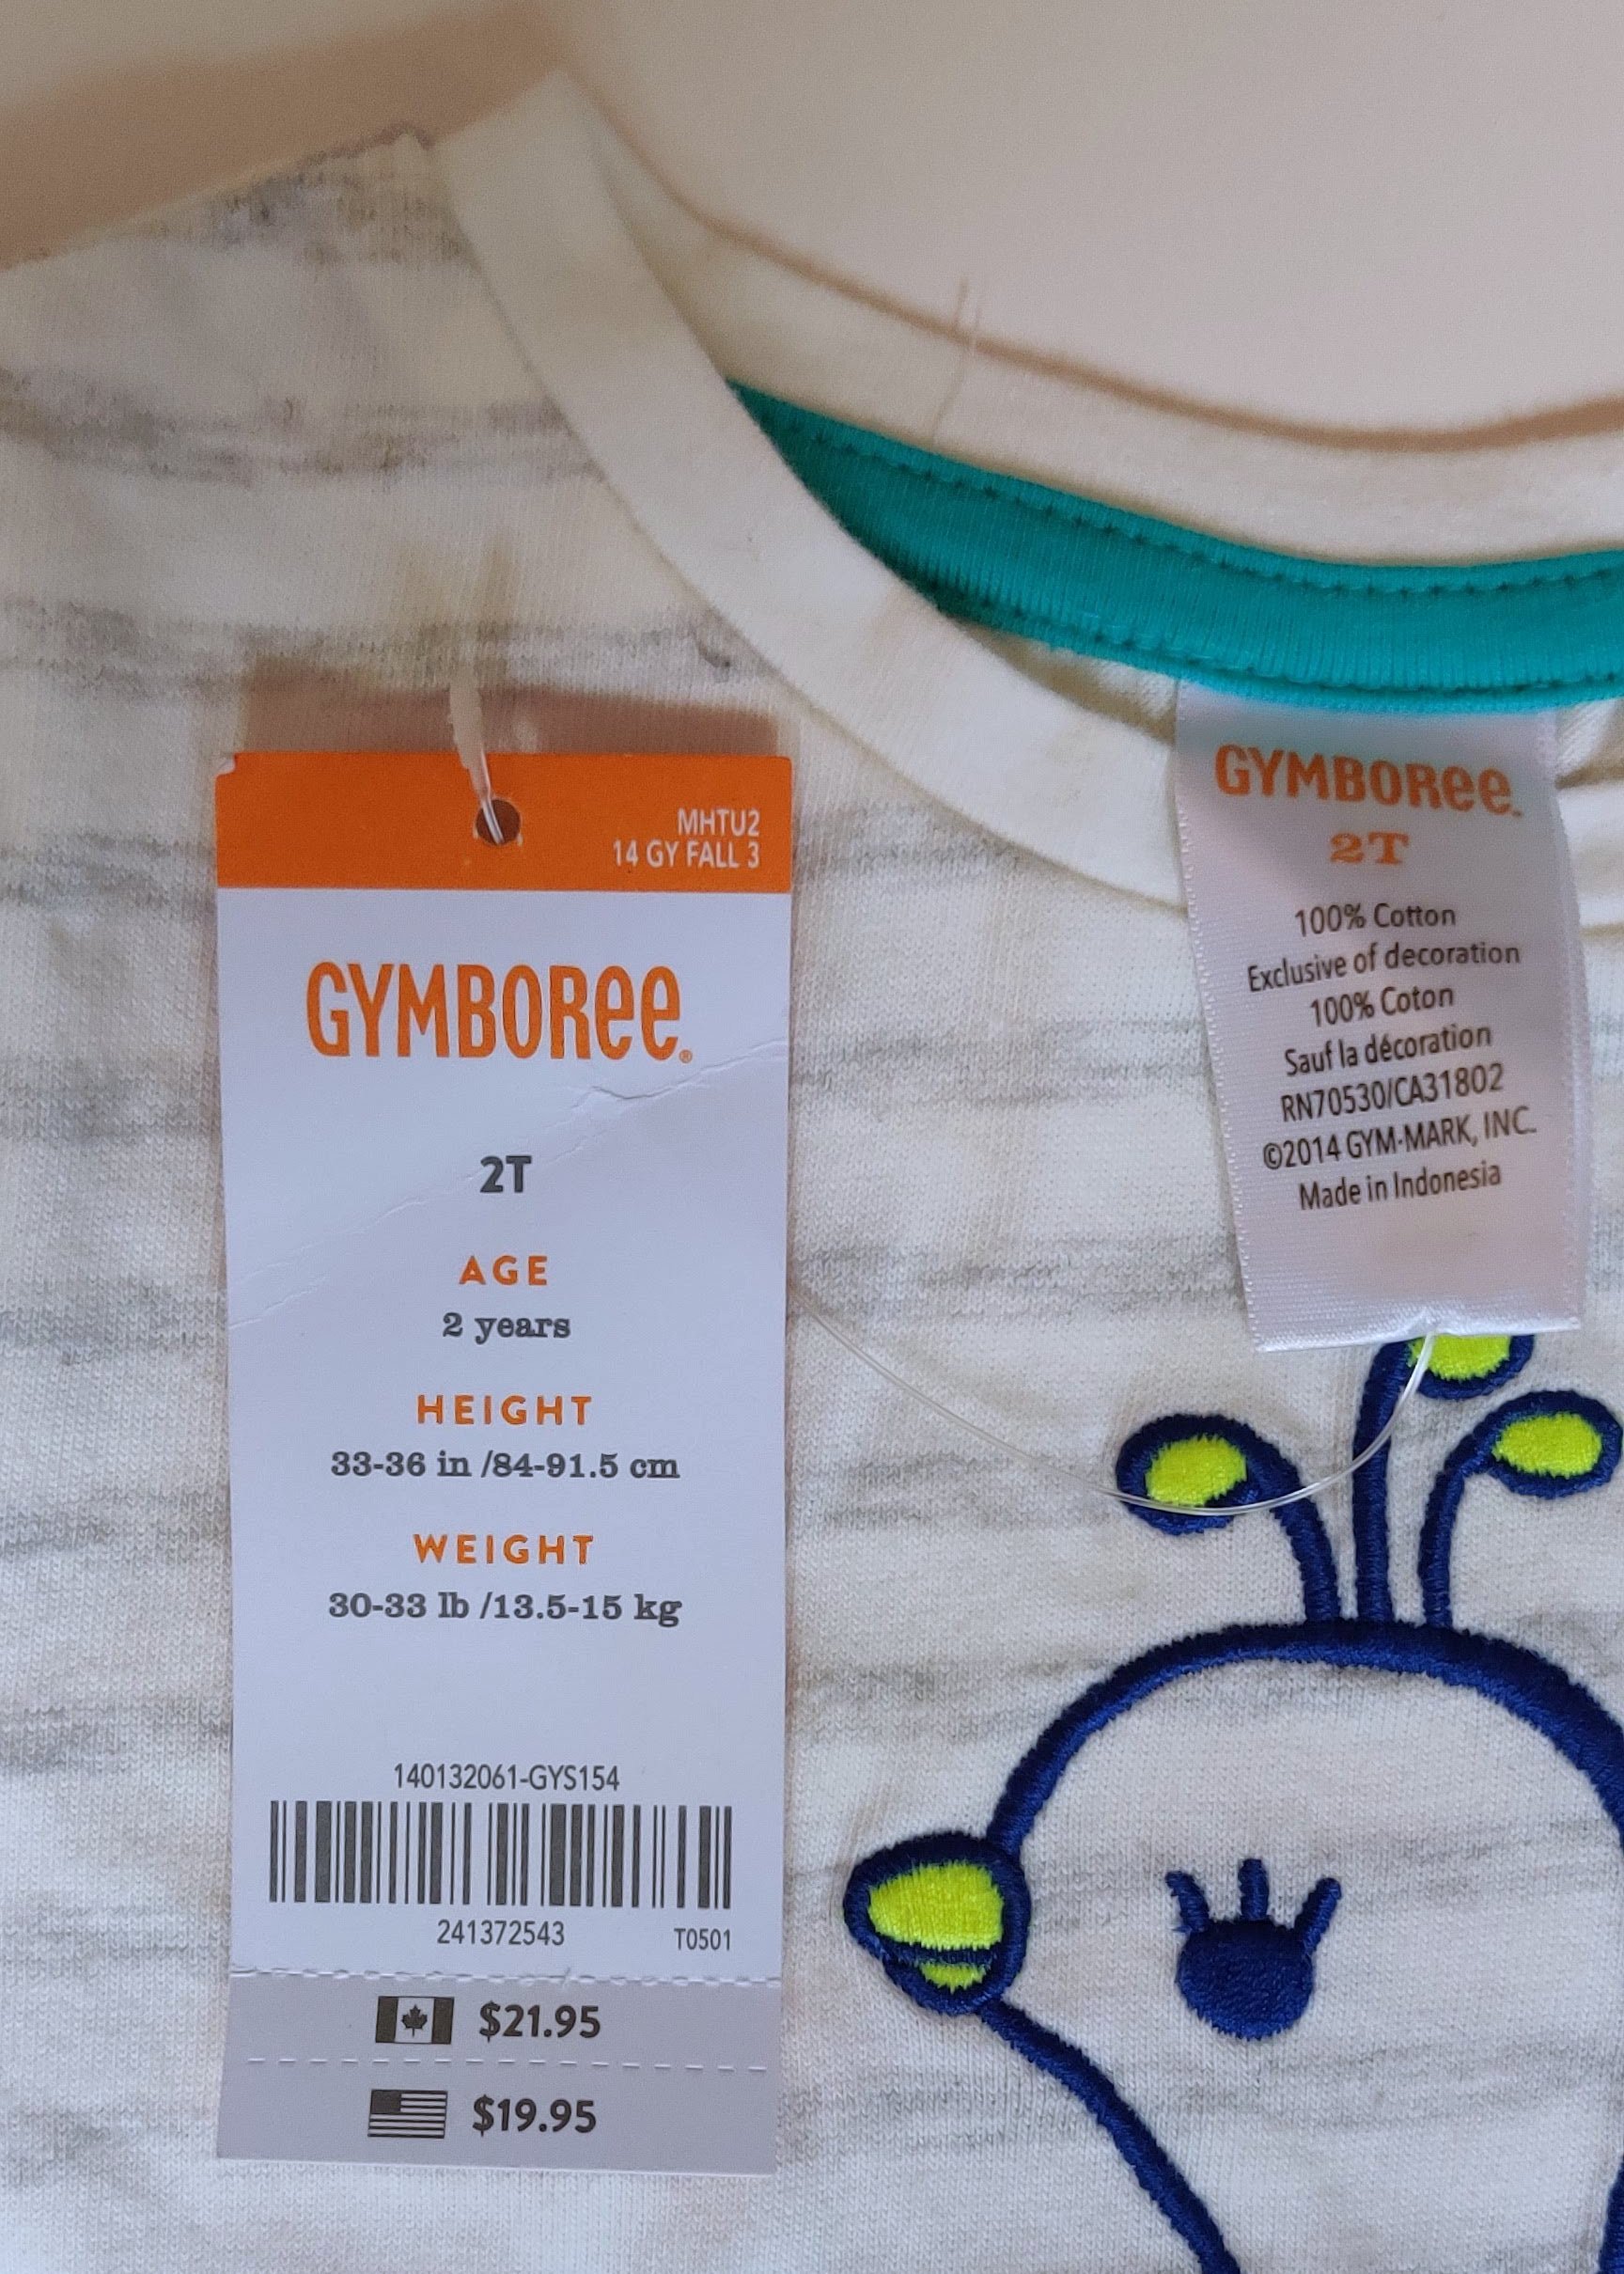 MHTU2
14 GY FALL 3
GYMBORee®
2T
AGE
2 years
HEIGHT
33-36 in /84-91.5 cm
WEIGHT
30-33 lb /13.5-15 kg
140132061-GYS154
241372543
T0501
$21.95
$19.95
GYMBORee
2T
100% Cotton
Exclusive of decoration
100% Coton
Sauf la décoration
RN70530/CA31802
©2014 GYM-MARK, INC.
Made in Indonesia